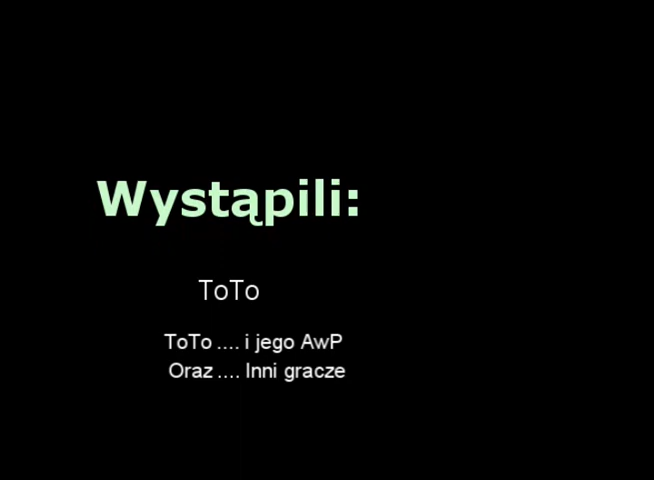 Wystąpili:
ToTo
ToTo .... i jego AwP
Oraz .... Inni gracze